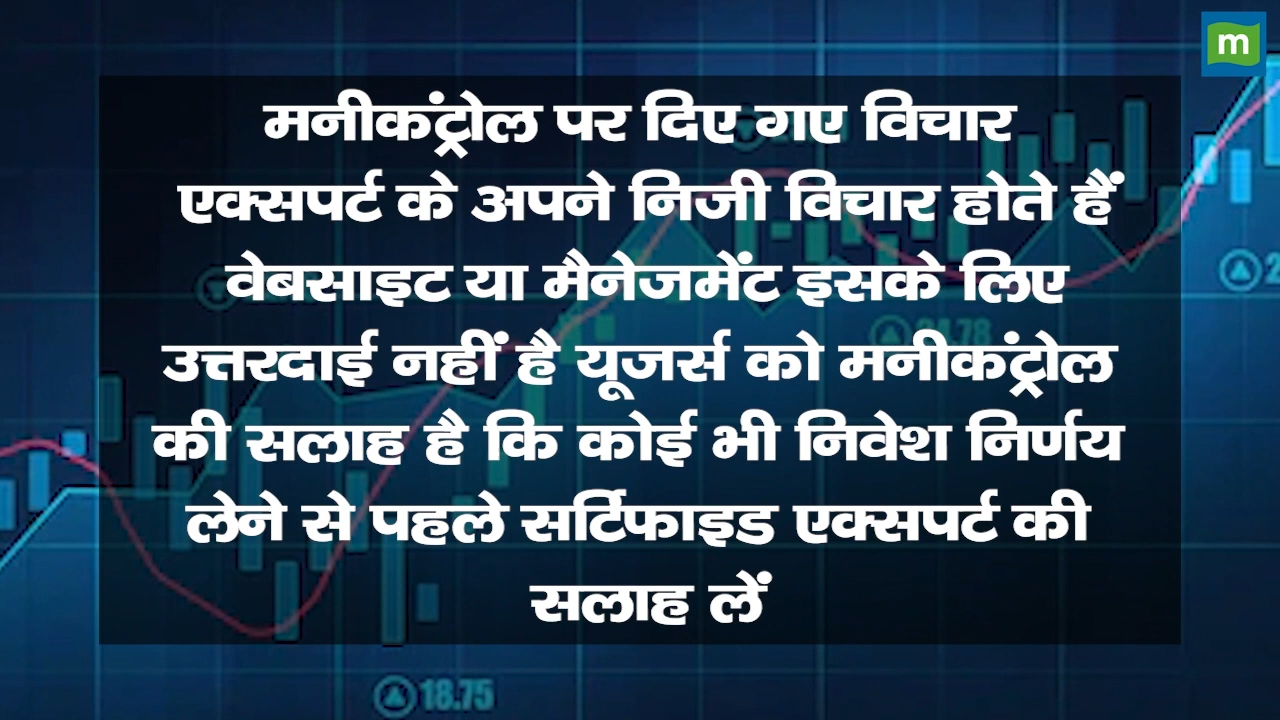 m
मनीकंट्रोल पर दिए गए विचार
एक्सपर्ट के अपने निजी विचार होते हैं
वेबसाइट या मैनेजमेंट इसके लिए
उत्तरदाई नहीं है यूजर्स को मनीकंट्रोल
की सलाह है कि कोई भी निवेश निर्णय
लेने से पहले सर्टिफाइड एक्सपर्ट की
सलाह लें
18.75